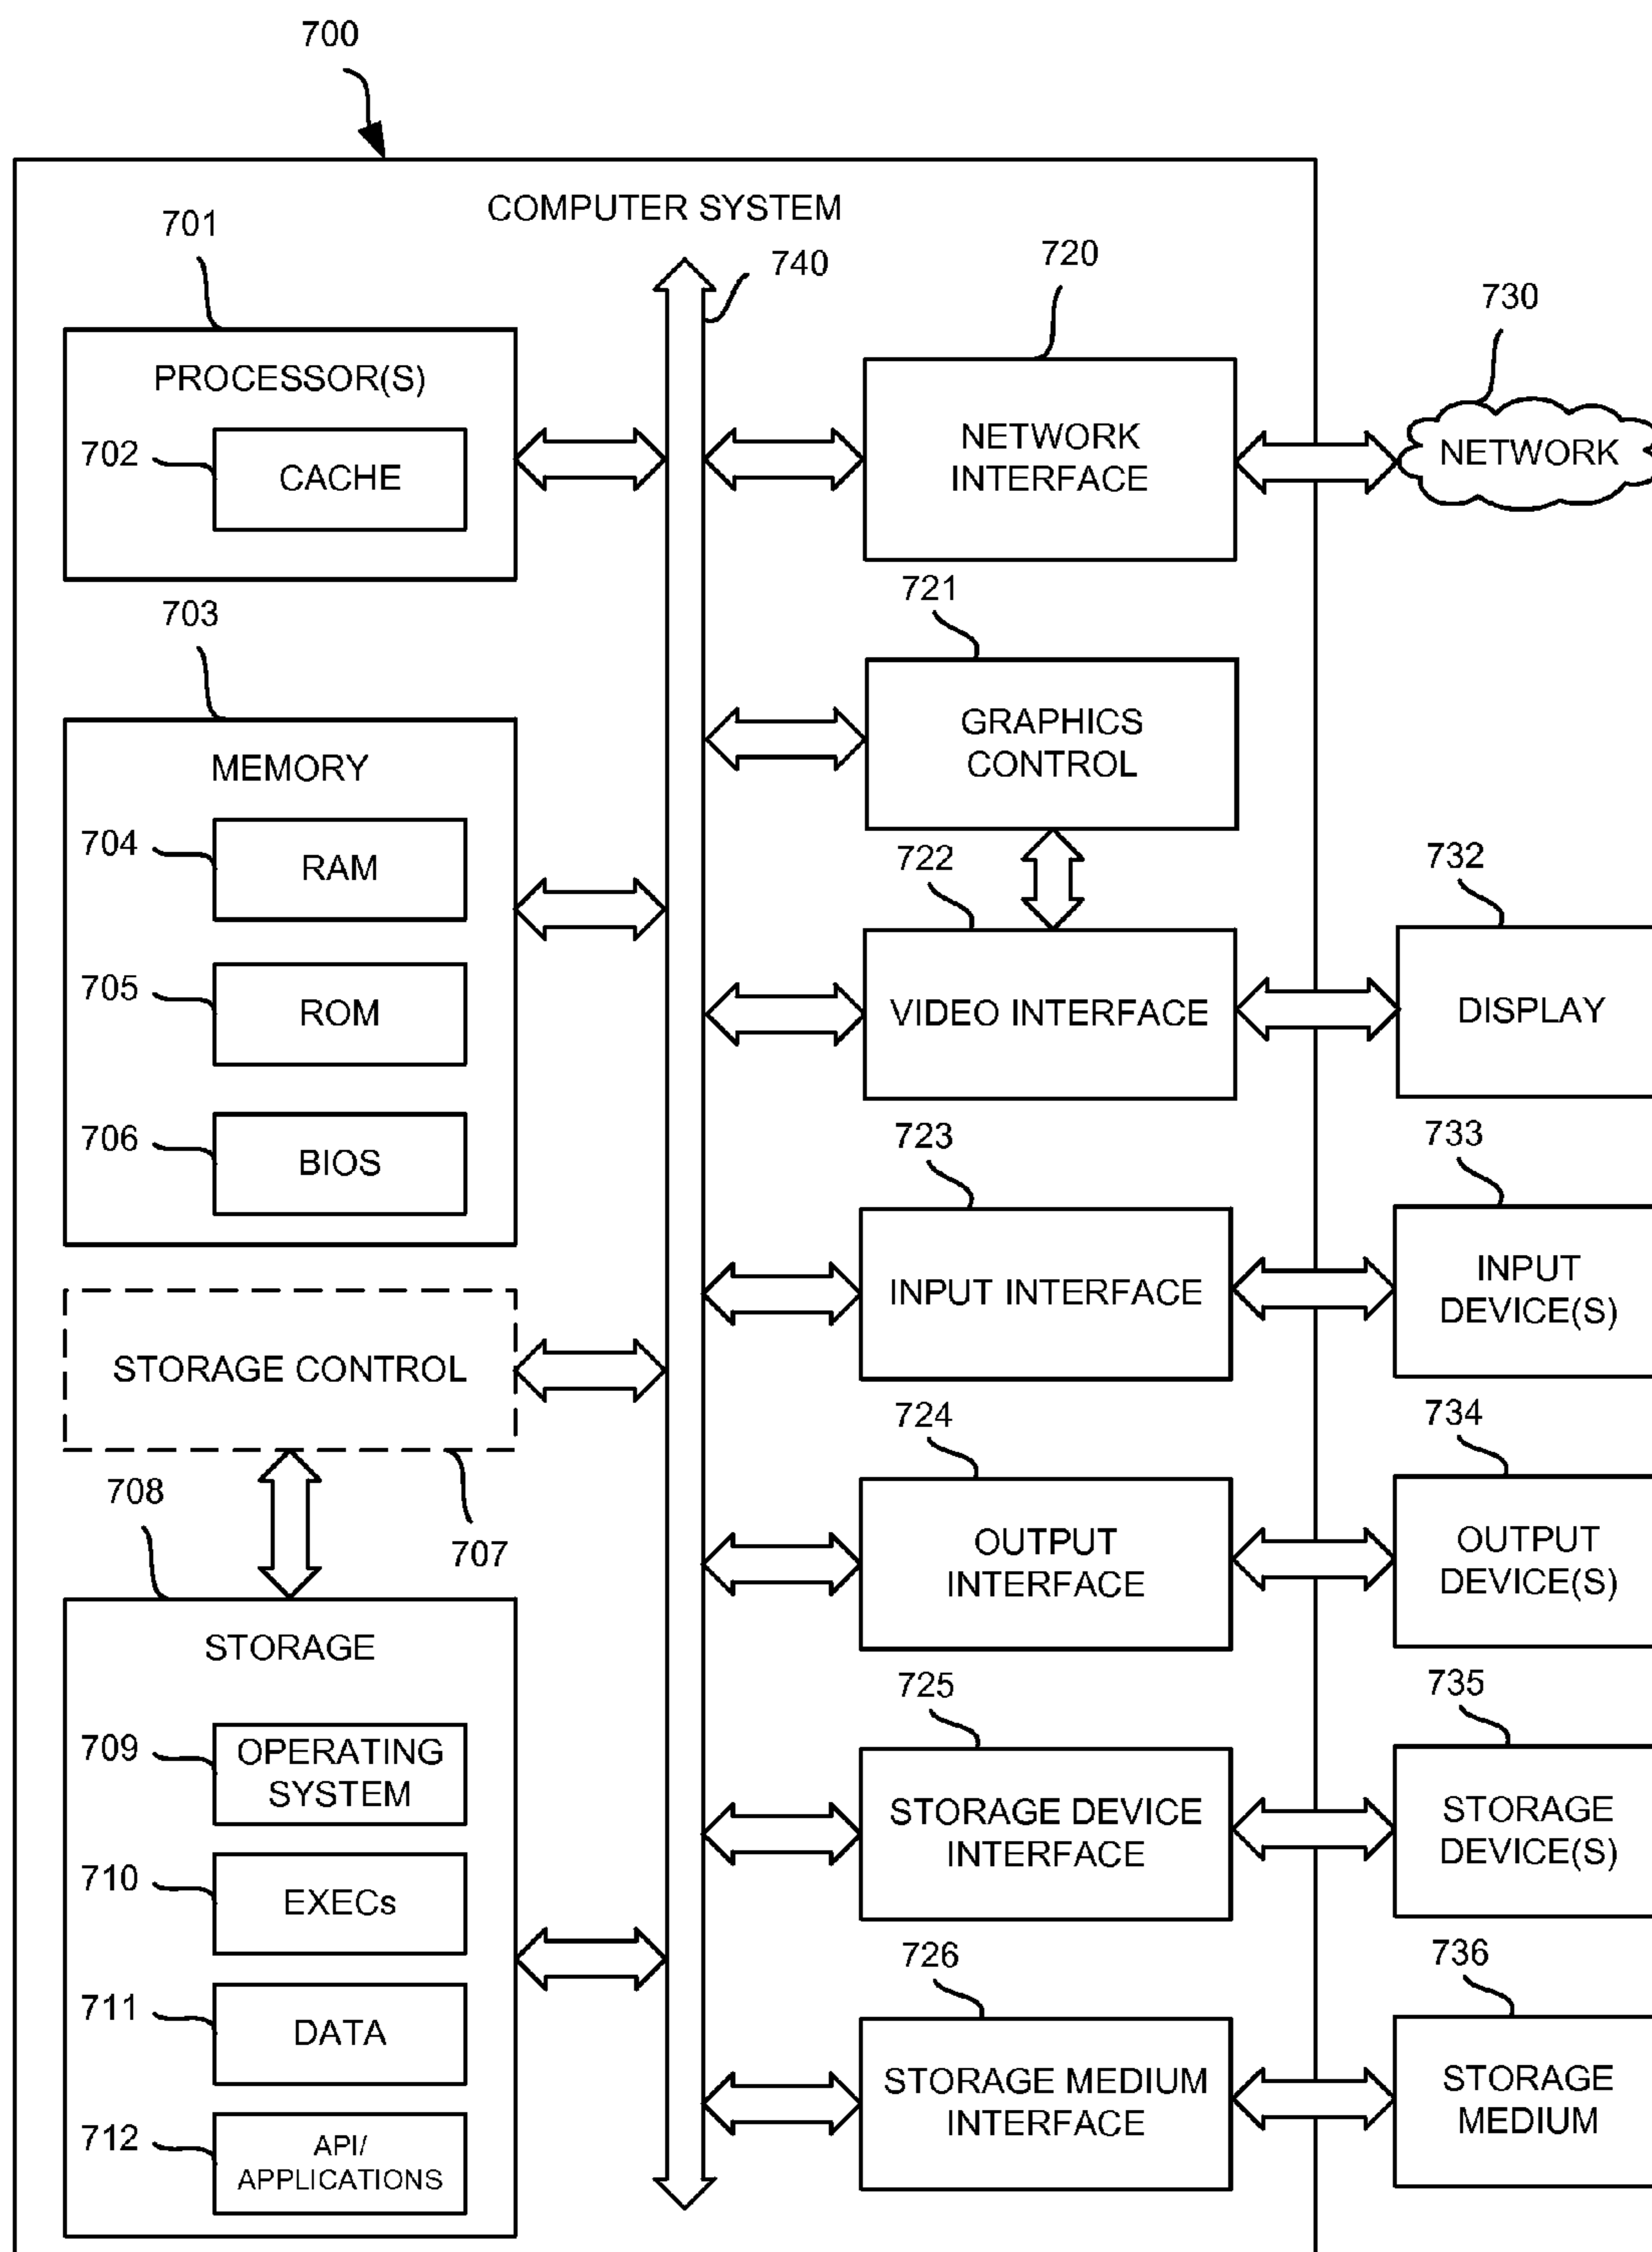 700
COMPUTER SYSTEM
701
740
720
730
PROCESSOR(S)
702
CACHE
NETWORK
INTERFACE
NETWORK
703
721
MEMORY
GRAPHICS
CONTROL
704
RAM
722
732
705
ROM
VIDEO INTERFACE
DISPLAY
706
BIOS
723
733
INPUT INTERFACE
INPUT
DEVICE(S)
STORAGE CONTROL
707
724
734
708
OUTPUT
INTERFACE
OUTPUT
DEVICE(S)
STORAGE
725
735
709
OPERATING
SYSTEM
STORAGE DEVICE
INTERFACE
STORAGE
DEVICE(S)
710
EXECs
726
736
711
DATA
STORAGE MEDIUM
INTERFACE
STORAGE
MEDIUM
712
API/
APPLICATIONS